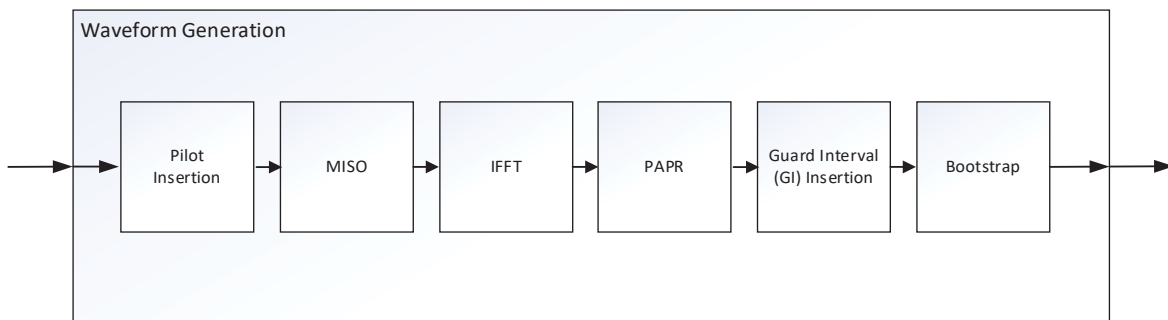 Waveform Generation
Pilot
Insertion
MISO
IFFT
PAPR
Guard Interval
(GI) Insertion
Bootstrap